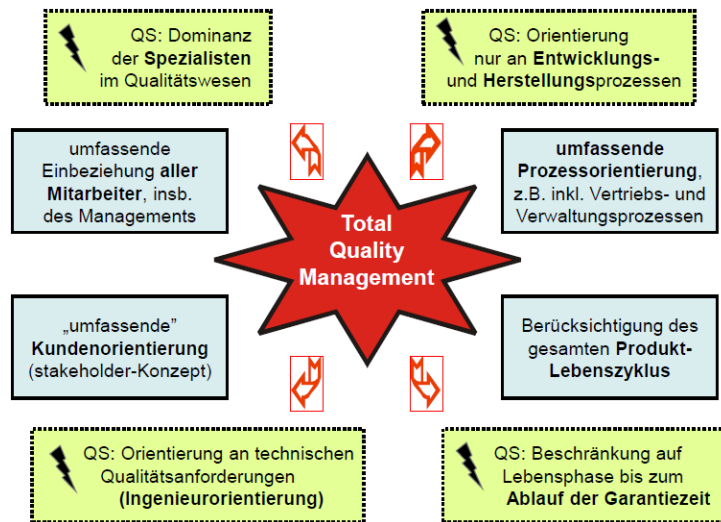 QS: Dominanz
der Spezialisten
im Qualitätswesen
QS: Orientierung
nur an Entwicklungs-
und Herstellungsprozessen
umfassende
Einbeziehung aller
Mitarbeiter, insb.
des Managements
umfassende
Prozessorientierung,
z.B. inkl. Vertriebs- und
Verwaltungsprozessen
Total
Quality
Management
„umfassende”
Kundenorientierung
(stakeholder-Konzept)
Berücksichtigung des
gesamten Produkt-
Lebenszyklus
QS: Orientierung an technischen
Qualitätsanforderungen
(Ingenieurorientierung)
QS: Beschränkung auf
Lebensphase bis zum
Ablauf der Garantiezeit